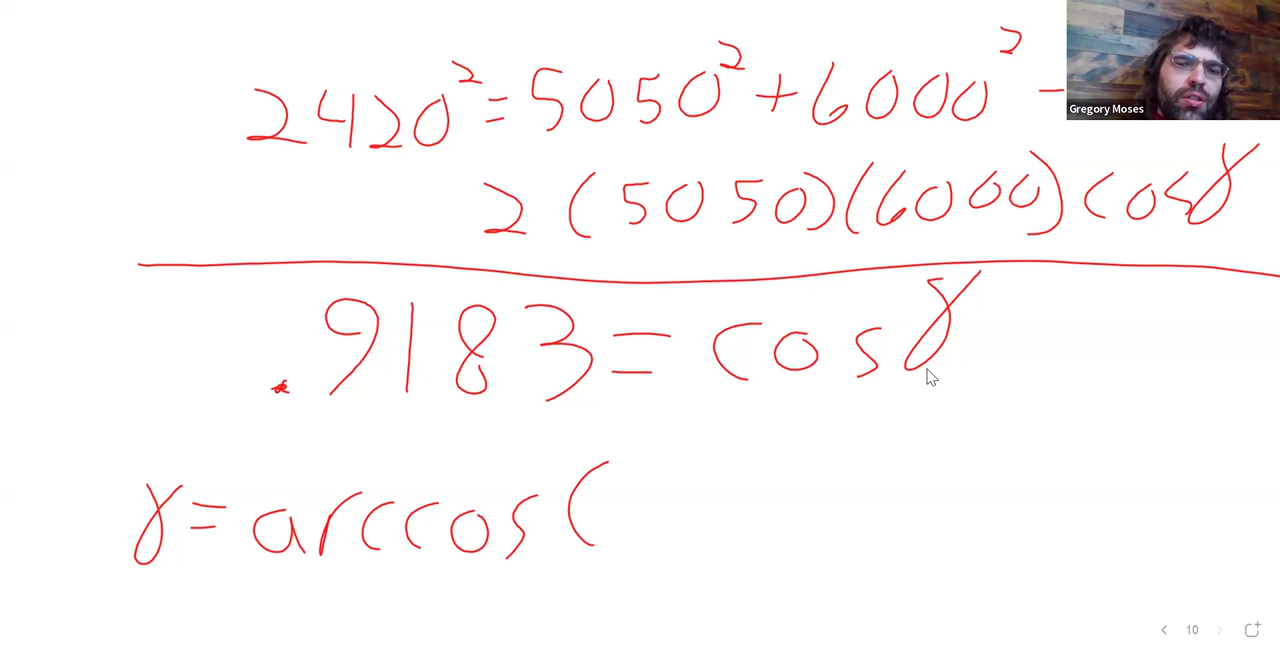 2420² = 5050² + 6000² -
2 (5050)(6000) cos γ
.9183 = cos γ
γ = arccos (
Gregory Moses
10